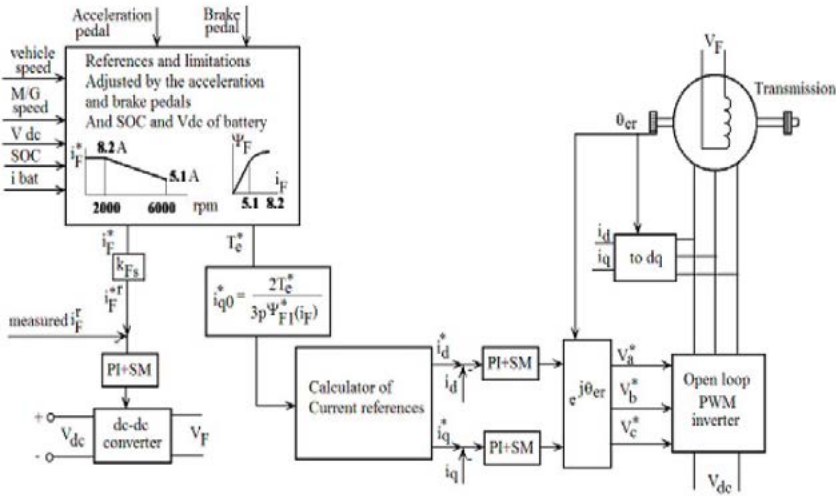 Acceleration
pedal
Brake
pedal
vehicle
speed
M/G
speed
V dc
SOC
i bat
References and limitations
Adjusted by the acceleration
and brake pedals
And SOC and Vdc of battery
i*F
8.2 A
5.1 A
2000 6000 rpm
ΨF
iF
5.1 8.2
i*F
T*e
kFs
i*rF
measured irF
PI+SM
+
-
Vdc
dc-dc
converter
VF
i*q0 = 2T*e / 3pΨ*F1(iF)
Calculator of
Current references
i*d
id
-
PI+SM
i*q
iq
-
PI+SM
e jθer
V*a
V*b
V*c
Open loop
PWM
inverter
Vdc
id
iq
to dq
θer
VF
Transmission